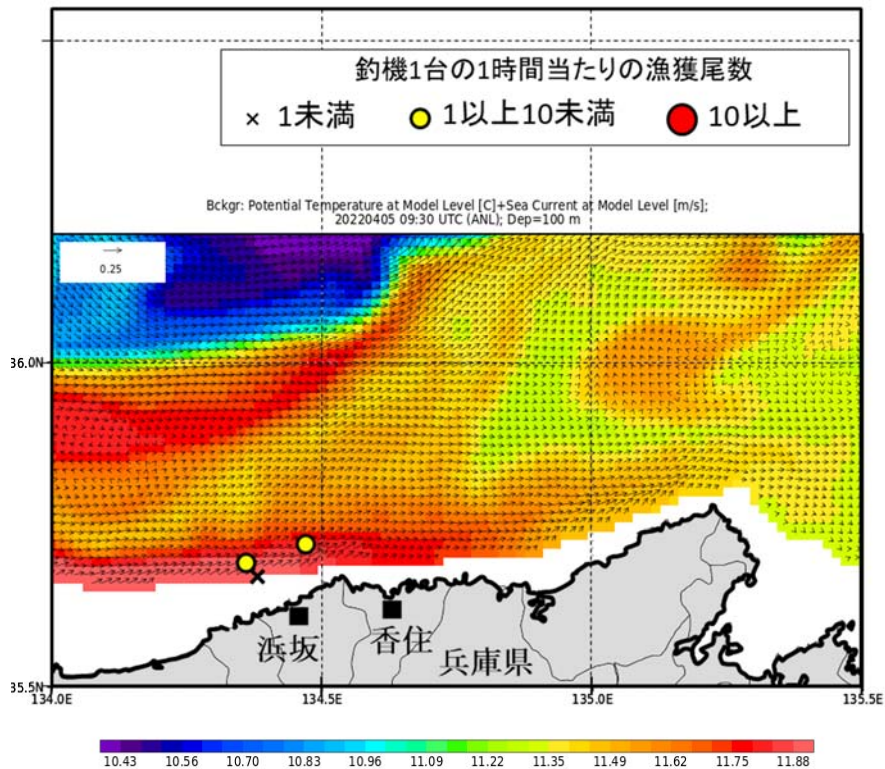 釣機1台の1時間当たりの漁獲尾数
× 1未満 1以上10未満 10以上
Bckgr: Potential Temperature at Model Level [C]+Sea Current at Model Level [m/s];
20220405 09:30 UTC (ANL); Dep=100 m
0.25
36.0N
浜坂 香住 兵庫県
35.5N
134.0E 134.5E 135.0E 135.5E
10.43 10.56 10.70 10.83 10.96 11.09 11.22 11.35 11.49 11.62 11.75 11.88